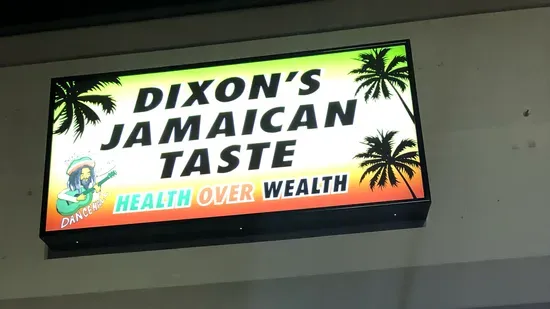 DIXON'S
JAMAICAN
TASTE
HEALTH OVER WEALTH